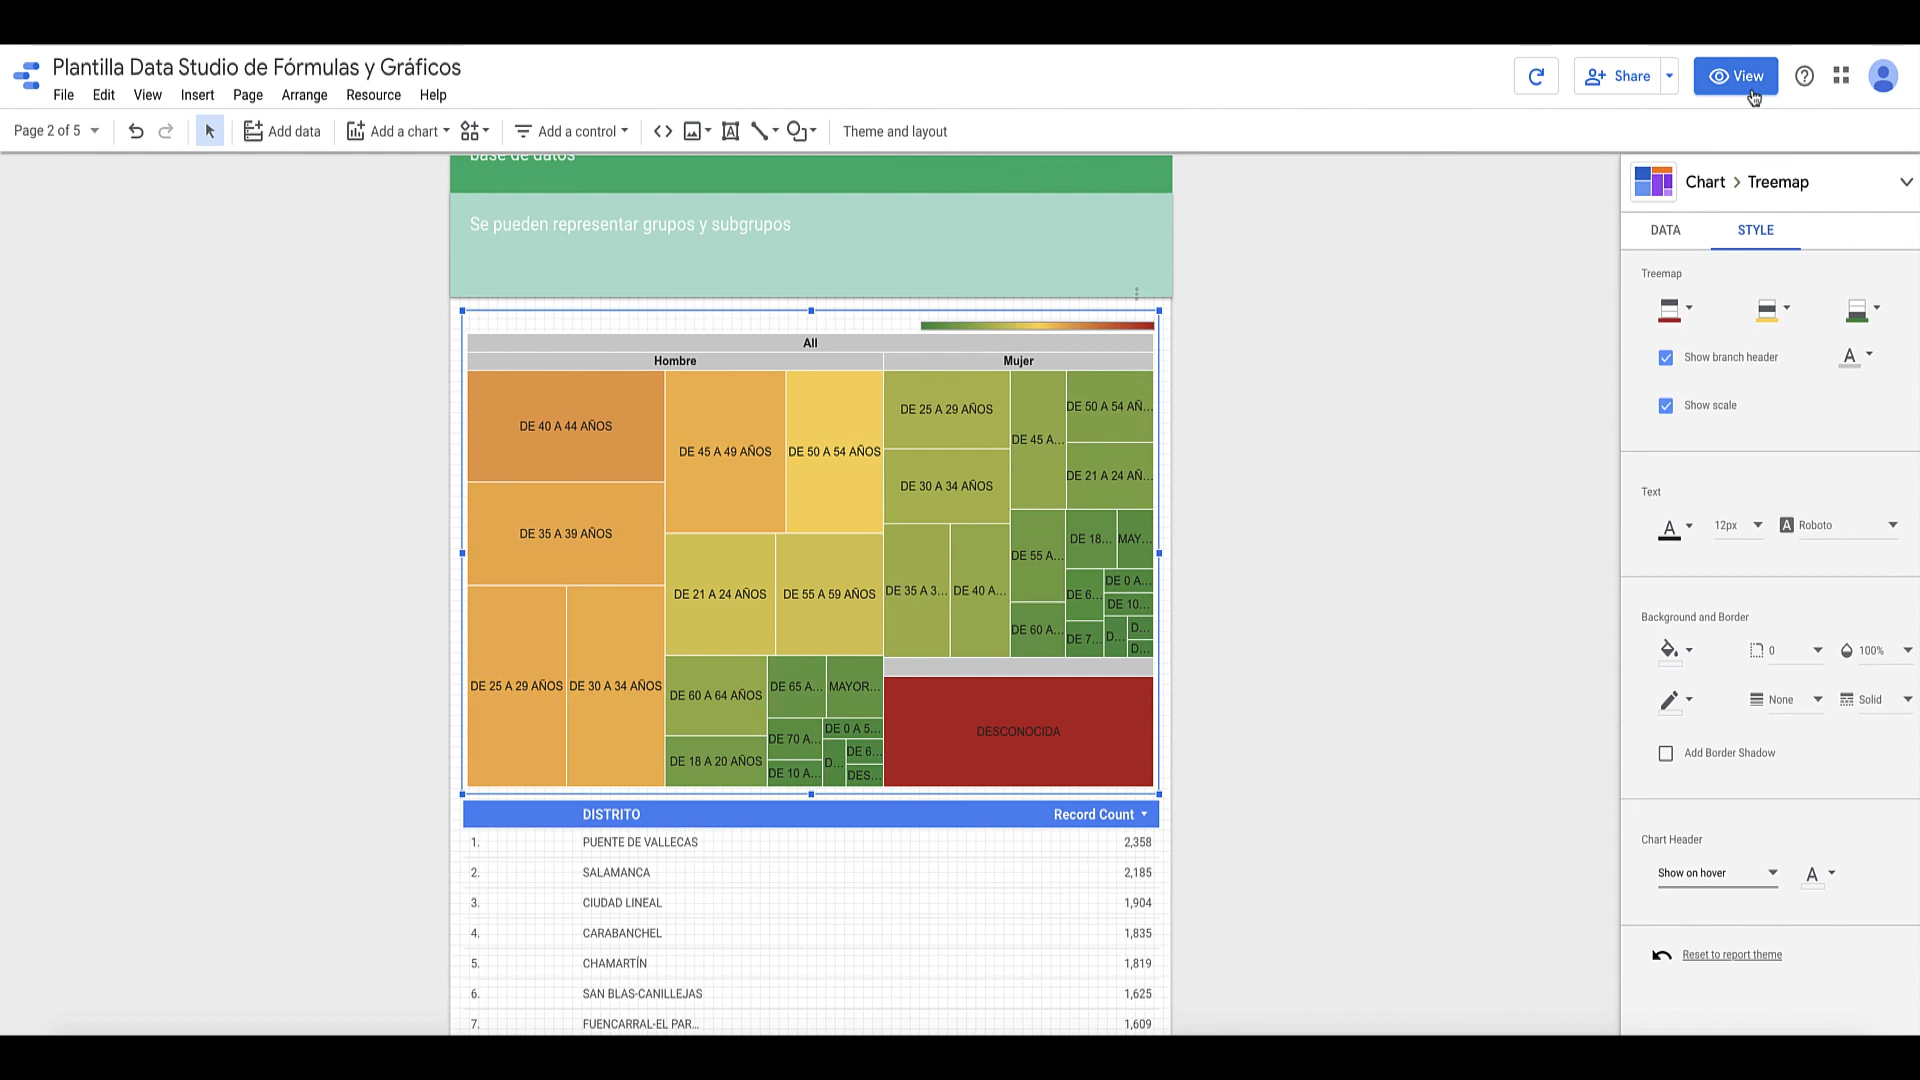 Plantilla Data Studio de Fórmulas y Gráficos
File Edit View Insert Page Arrange Resource Help
Share
View
Page 2 of 5
Add data
Add a chart
Add a control
Theme and layout
base de datos
Se pueden representar grupos y subgrupos
All
Hombre
Mujer
DE 40 A 44 AÑOS
DE 35 A 39 AÑOS
DE 25 A 29 AÑOS
DE 30 A 34 AÑOS
DE 45 A 49 AÑOS
DE 50 A 54 AÑOS
DE 21 A 24 AÑOS
DE 55 A 59 AÑOS
DE 60 A 64 AÑOS
DE 18 A 20 AÑOS
DE 65 A...
MAYOR...
DE 70 A...
DE 10 A...
DE 0 A 5...
D...
DE 6...
DES...
DE 25 A 29 AÑOS
DE 30 A 34 AÑOS
DE 35 A 3...
DE 40 A...
DE 45 A...
DE 50 A 54 AÑ...
DE 21 A 24 AÑ...
DE 55 A...
DE 60 A...
DE 18...
MAY...
DE 6...
DE 7...
DE 0 A...
DE 10...
D...
D...
D...
DESCONOCIDA
DISTRITO Record Count
1. PUENTE DE VALLECAS 2,358
2. SALAMANCA 2,185
3. CIUDAD LINEAL 1,904
4. CARABANCHEL 1,835
5. CHAMARTÍN 1,819
6. SAN BLAS-CANILLEJAS 1,625
7. FUENCARRAL-EL PAR... 1,609
Chart > Treemap
DATA STYLE
Treemap
Show branch header
Show scale
Text
12px Roboto
Background and Border
0 100%
None Solid
Add Border Shadow
Chart Header
Show on hover
Reset to report theme